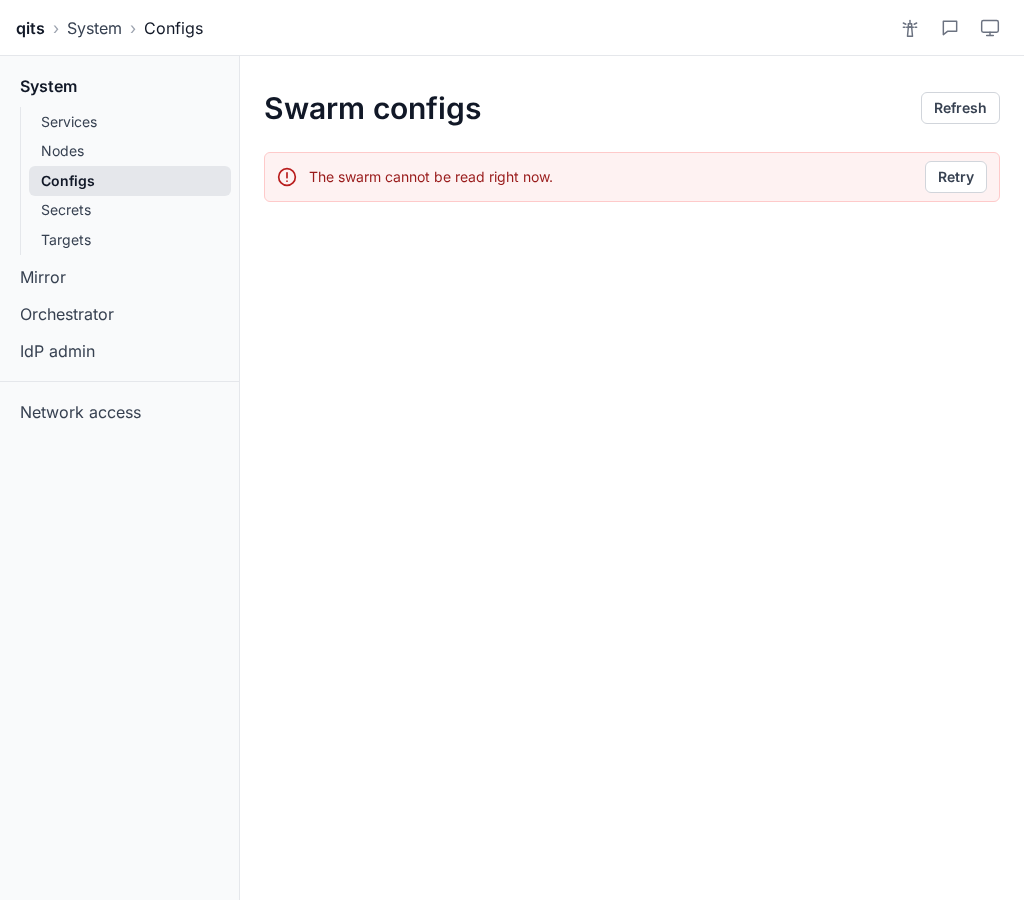 qits › System › Configs
System
Services
Nodes
Configs
Secrets
Targets
Mirror
Orchestrator
IdP admin
Network access
Swarm configs
Refresh
The swarm cannot be read right now.
Retry